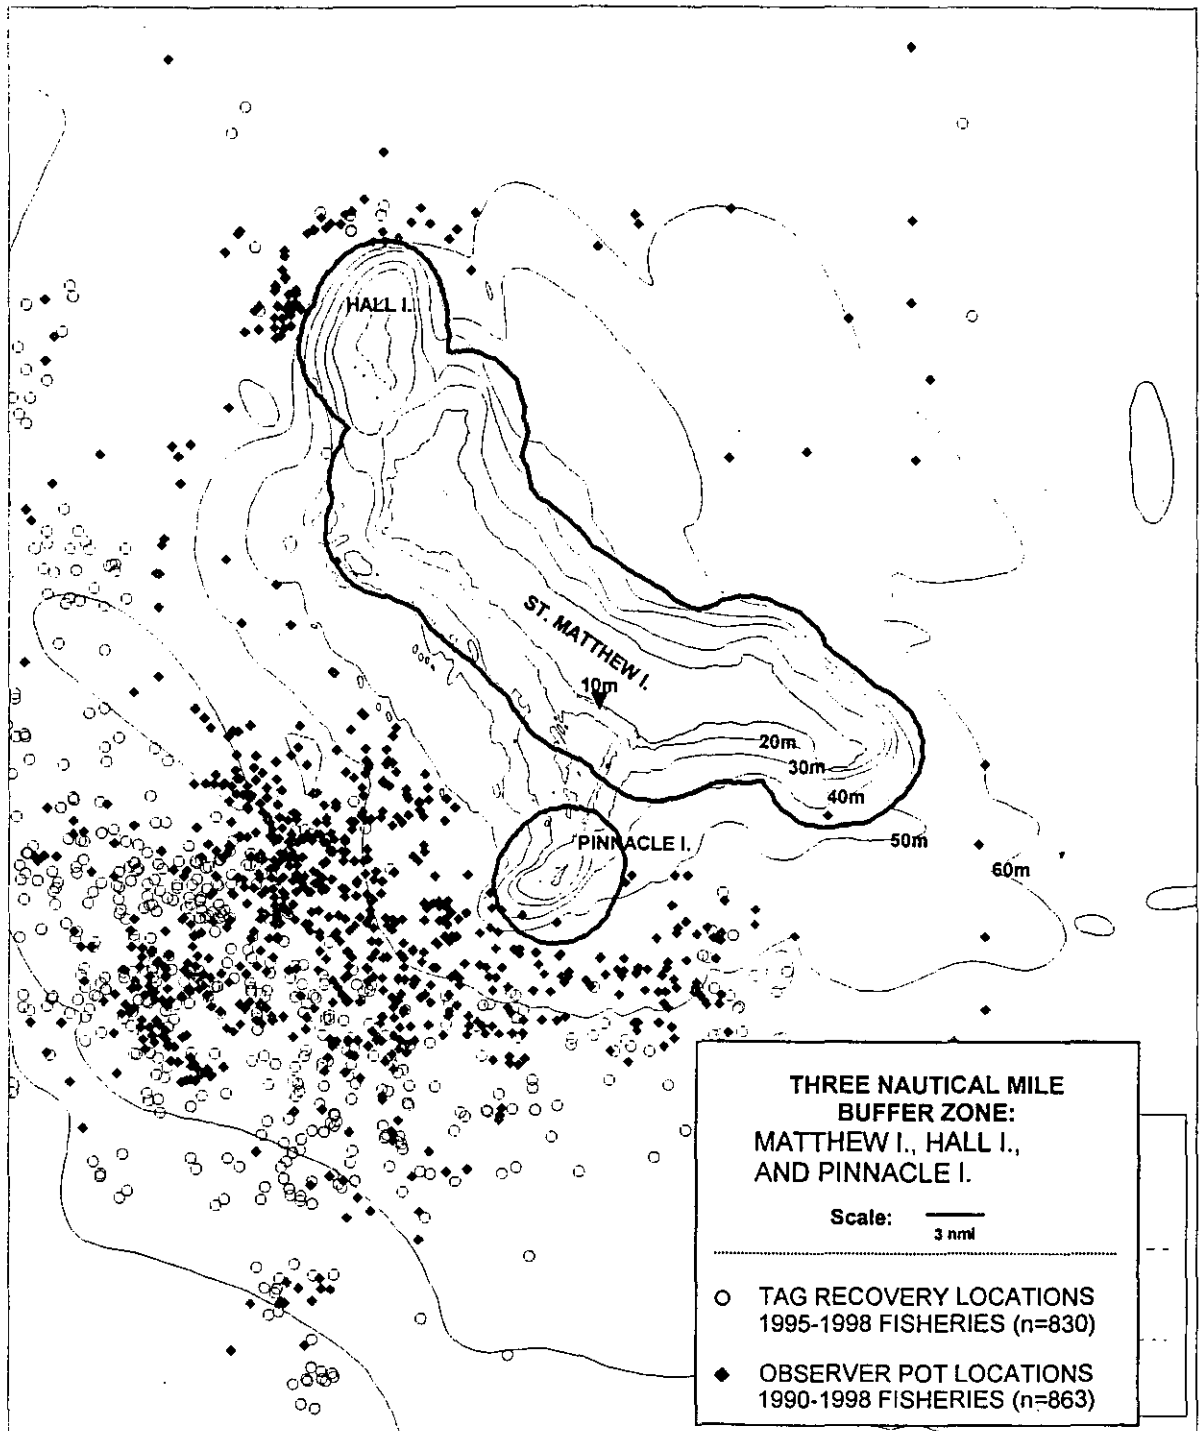 HALL I.
ST. MATTHEW I.
10m
20m
30m
40m
PINNACLE I.
50m
60m
THREE NAUTICAL MILE
BUFFER ZONE:
MATTHEW I., HALL I.,
AND PINNACLE I.
Scale:
3 nmi
TAG RECOVERY LOCATIONS
1995-1998 FISHERIES (n=830)
OBSERVER POT LOCATIONS
1990-1998 FISHERIES (n=863)